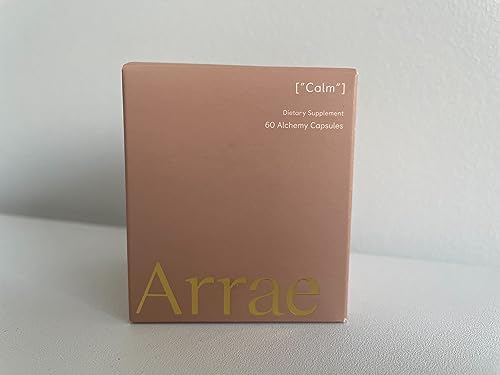 ["Calm"]
Dietary Supplement
60 Alchemy Capsules
Arrae